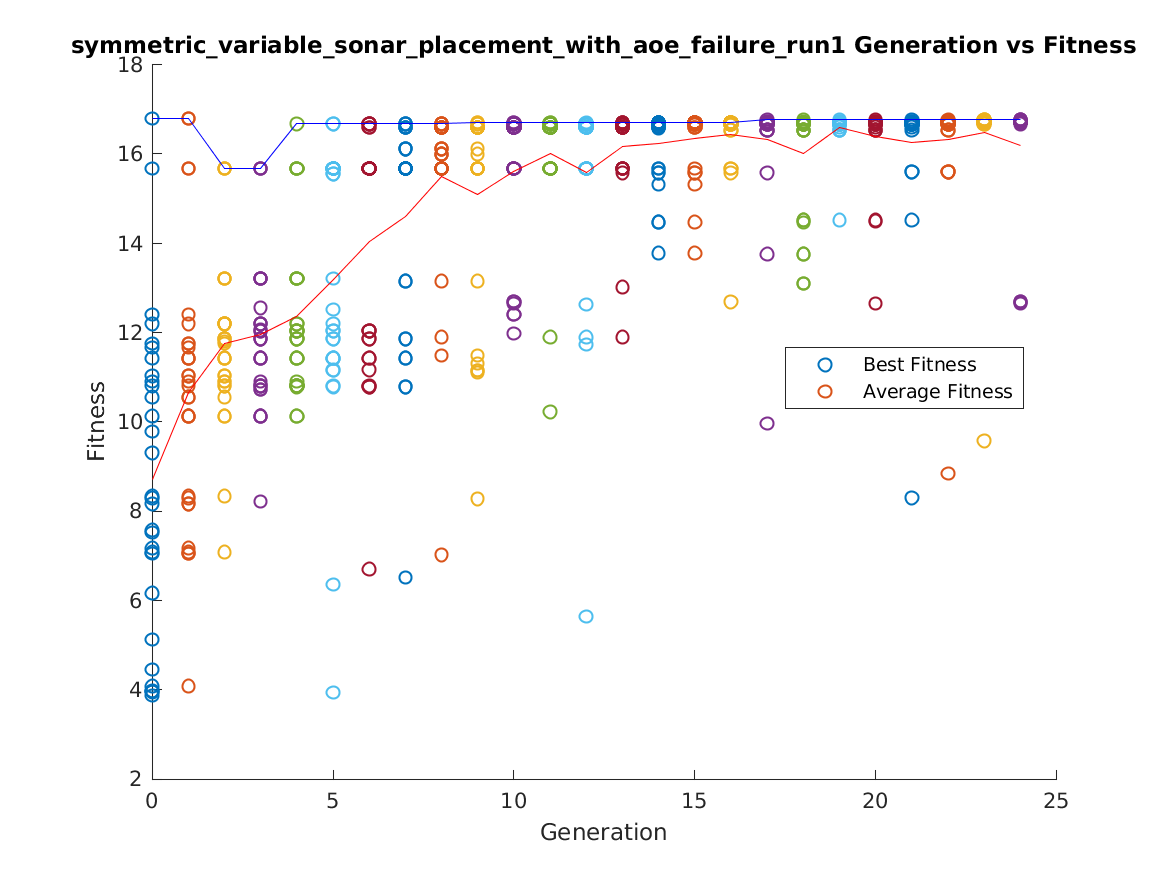 symmetric_variable_sonar_placement_with_aoe_failure_run1 Generation vs Fitness
18
16
14
12
10
8
6
4
2
Fitness
Best Fitness
Average Fitness
0 5 10 15 20 25
Generation